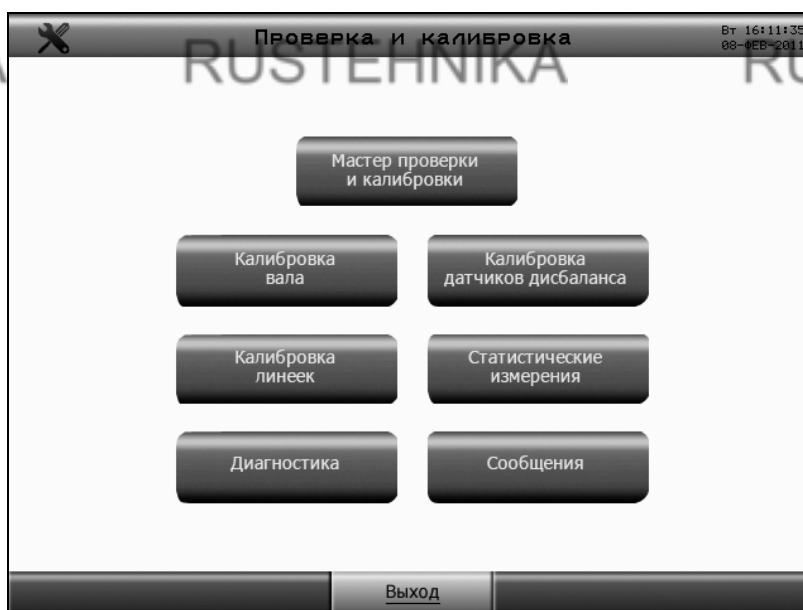 Проверка и калибровка
Вт 16:11:35
08-ФЕВ-2011
RUSTEHNIKA
RU
Мастер проверки
и калибровки
Калибровка
вала
Калибровка
датчиков дисбаланса
Калибровка
линеек
Статистические
измерения
Диагностика
Сообщения
Выход